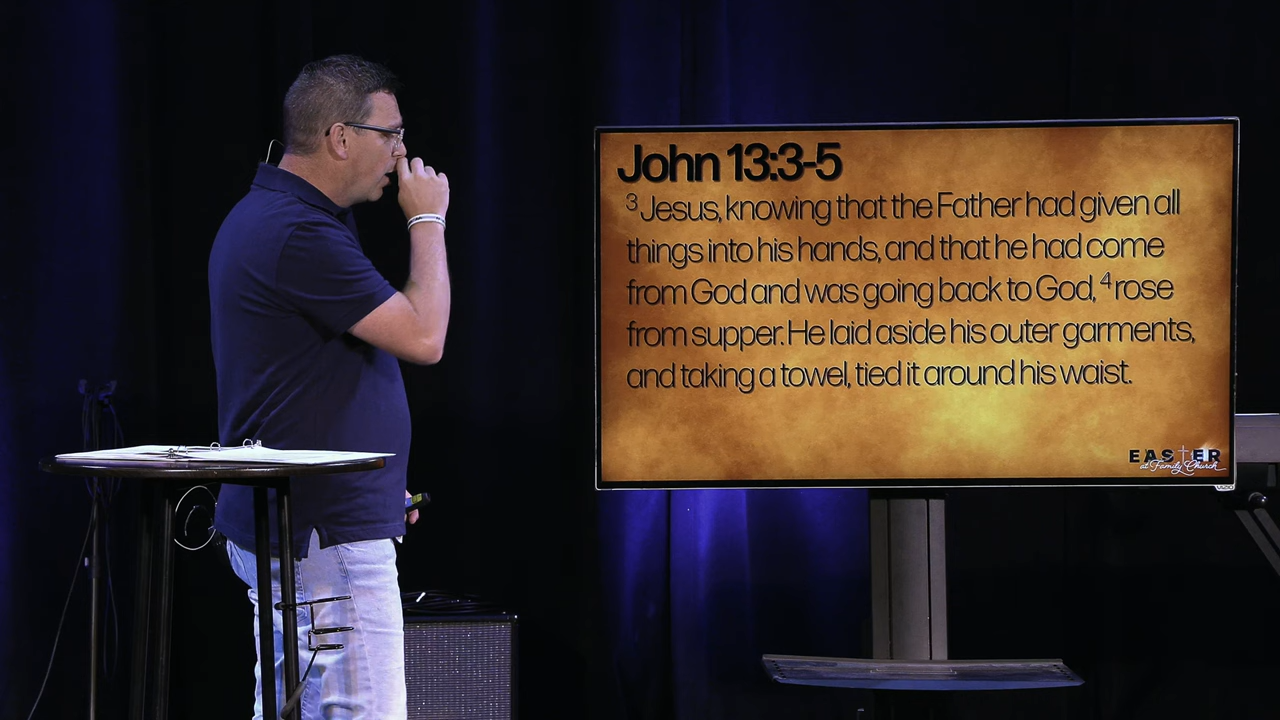 John 13:3-5
³ Jesus, knowing that the Father had given all
things into his hands, and that he had come
from God and was going back to God, ⁴ rose
from supper. He laid aside his outer garments,
and taking a towel, tied it around his waist.
EASTER
at Family Church
VIZIO